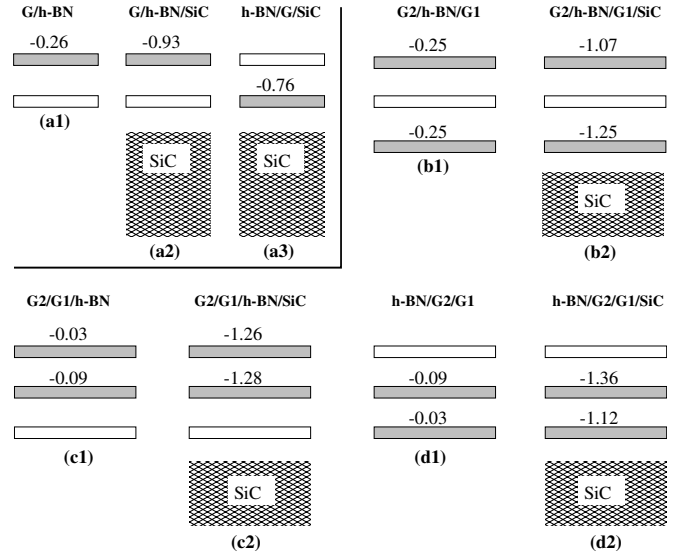 G/h-BN
G/h-BN/SiC
h-BN/G/SiC
-0.26
-0.93
-0.76
(a1)
SiC
SiC
(a2)
(a3)
G2/h-BN/G1
G2/h-BN/G1/SiC
-0.25
-1.07
-0.25
-1.25
(b1)
SiC
(b2)
G2/G1/h-BN
G2/G1/h-BN/SiC
-0.03
-1.26
-0.09
-1.28
(c1)
SiC
(c2)
h-BN/G2/G1
h-BN/G2/G1/SiC
-0.09
-1.36
-0.03
-1.12
(d1)
SiC
(d2)